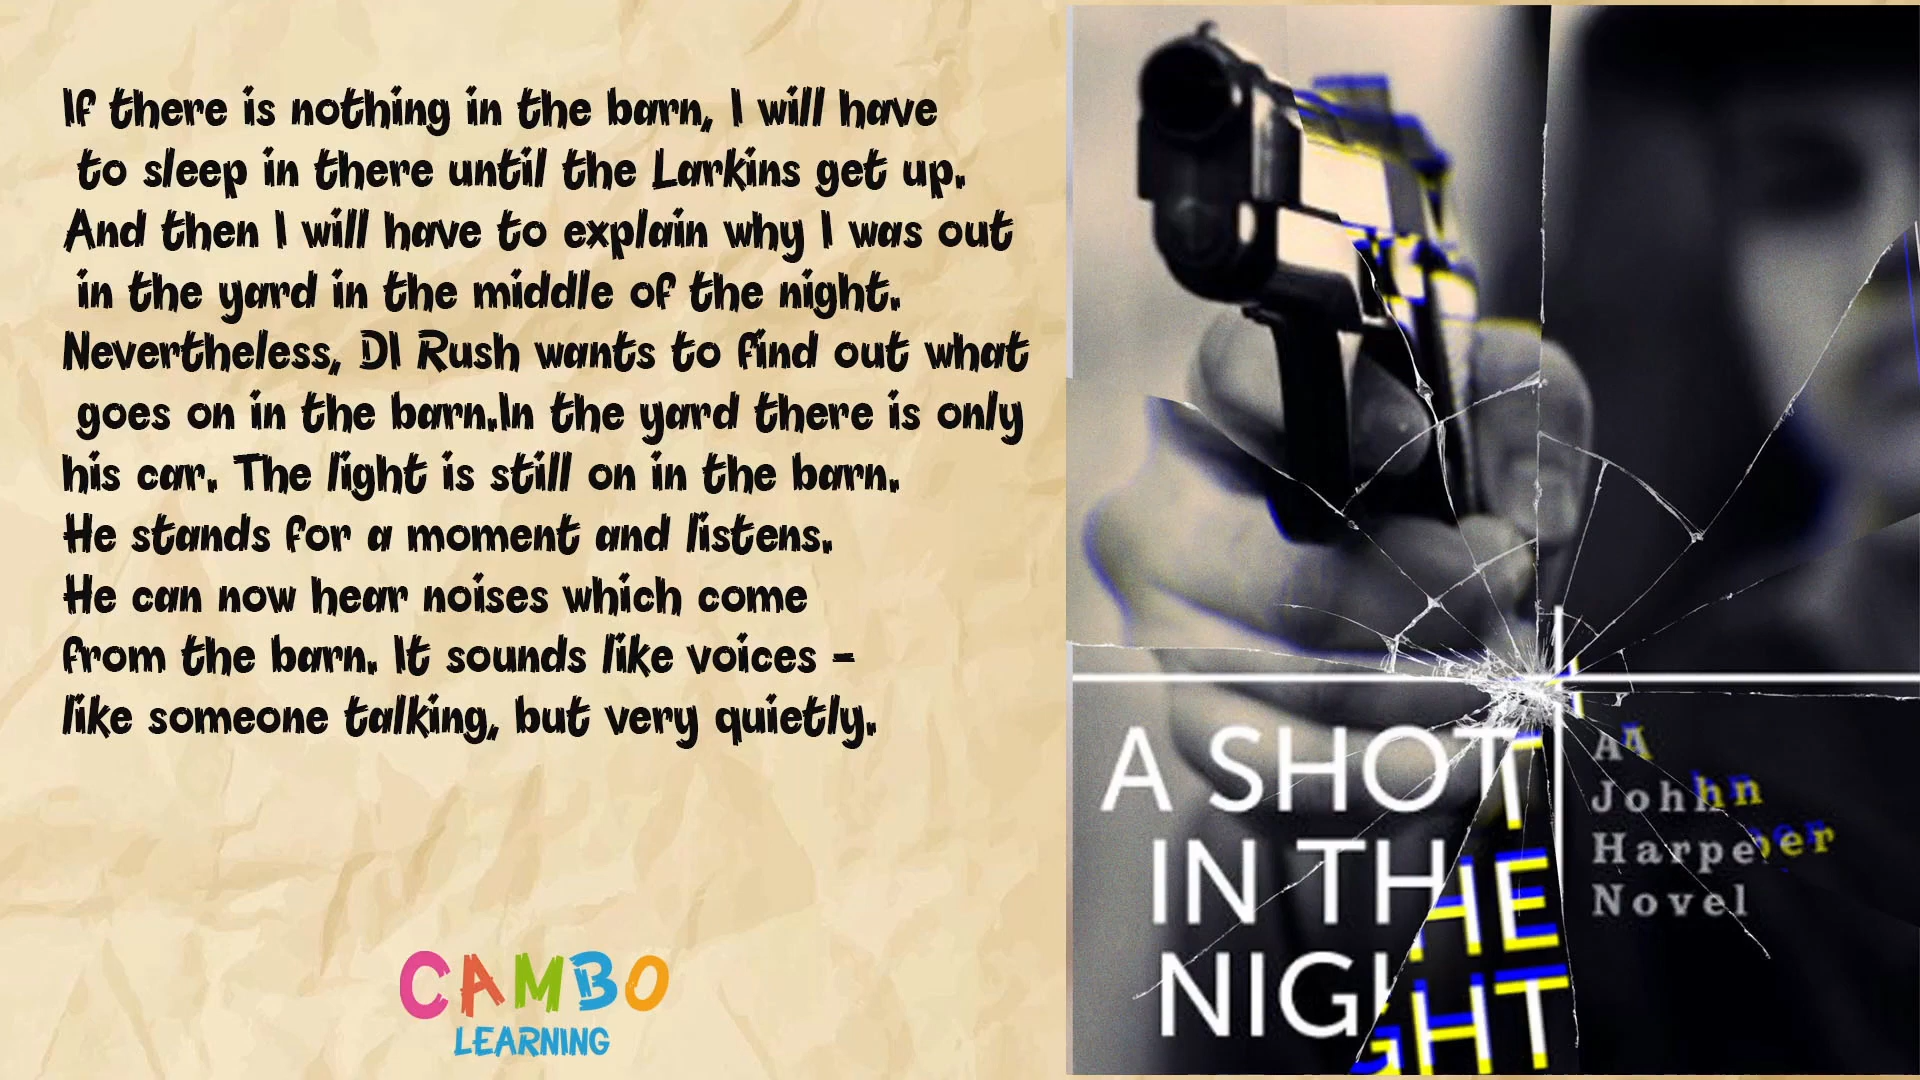 If there is nothing in the barn, I will have
to sleep in there until the Larkins get up.
And then I will have to explain why I was out
in the yard in the middle of the night.
Nevertheless, DI Rush wants to find out what
goes on in the barn.In the yard there is only
his car. The light is still on in the barn.
He stands for a moment and listens.
He can now hear noises which come
from the barn. It sounds like voices -
like someone talking, but very quietly.
CAMBO
LEARNING
A SHOT
IN THE
NIGHT
A
John
Harper
Novel